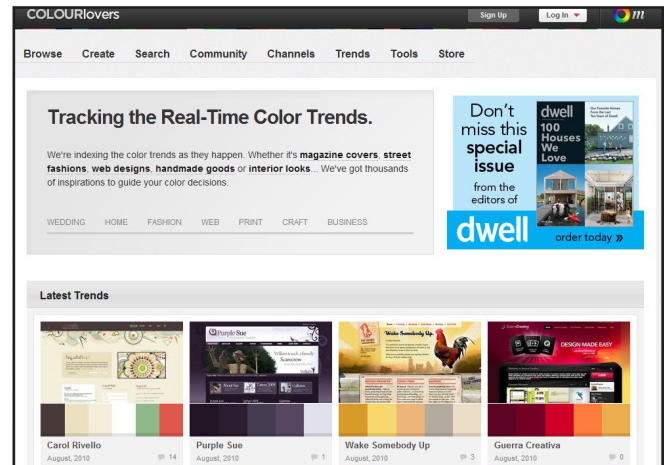 COLOURlovers
Sign Up
Log In
m
Browse Create Search Community Channels Trends Tools Store
Tracking the Real-Time Color Trends.
We're indexing the color trends as they happen. Whether it's magazine covers, street
fashions, web designs, handmade goods or interior looks... We've got thousands
of inspirations to guide your color decisions.
WEDDING HOME FASHION WEB PRINT CRAFT BUSINESS
Don't
miss this
special
issue
from the
editors of
dwell
dwell
100
Houses
We
Love
order today »
Latest Trends
Purple Sue
Scarecrow
Wake Somebody Up.
DESIGN MADE EASY
Carol Rivello
August, 2010
14
Purple Sue
August, 2010
1
Wake Somebody Up
August, 2010
3
Guerra Creativa
August, 2010
0